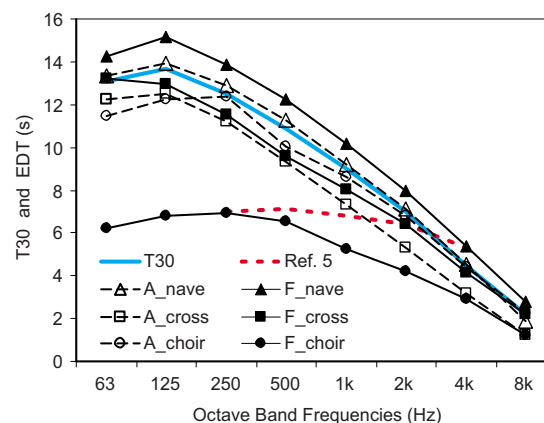 16
14
12
10
8
6
4
2
0
T30 and EDT (s)
T30
Ref. 5
A_nave
F_nave
A_cross
F_cross
A_choir
F_choir
63 125 250 500 1k 2k 4k 8k
Octave Band Frequencies (Hz)